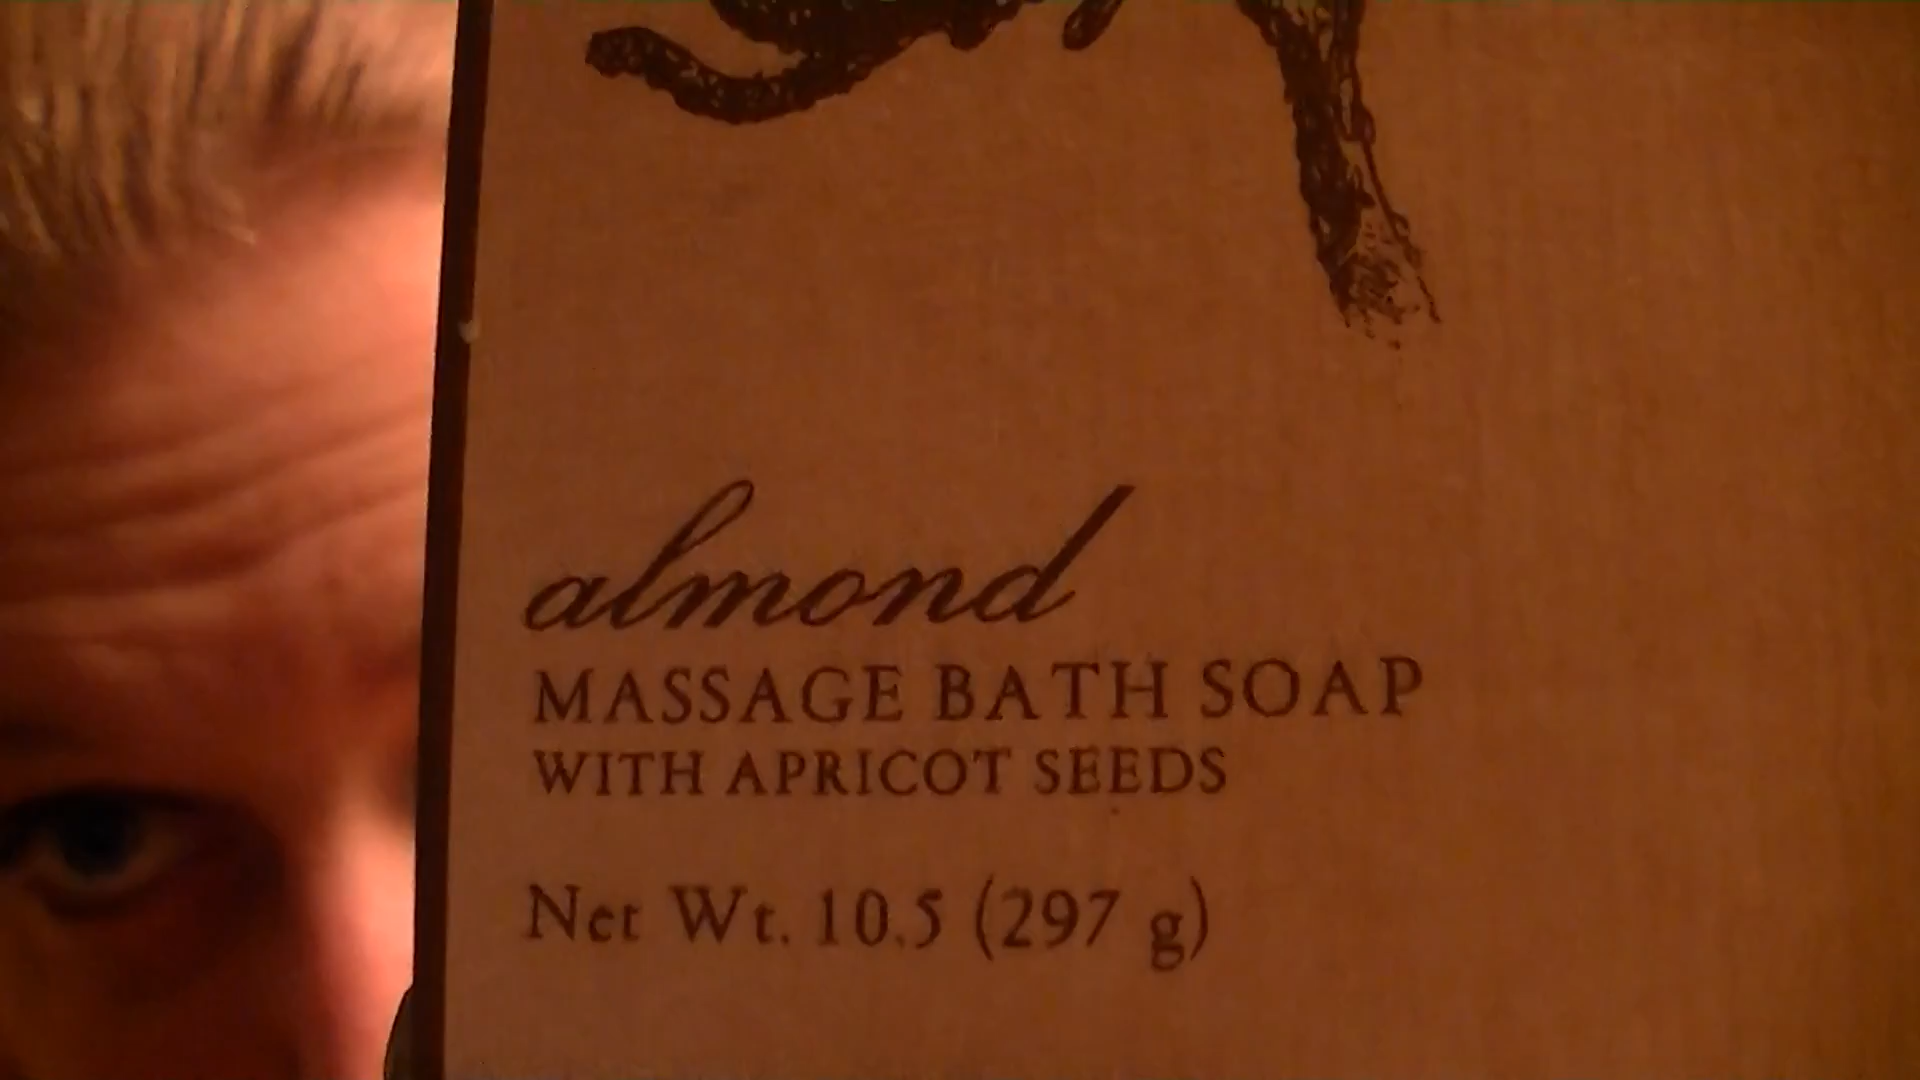 almond
MASSAGE BATH SOAP
WITH APRICOT SEEDS
Net Wt. 10.5 (297 g)